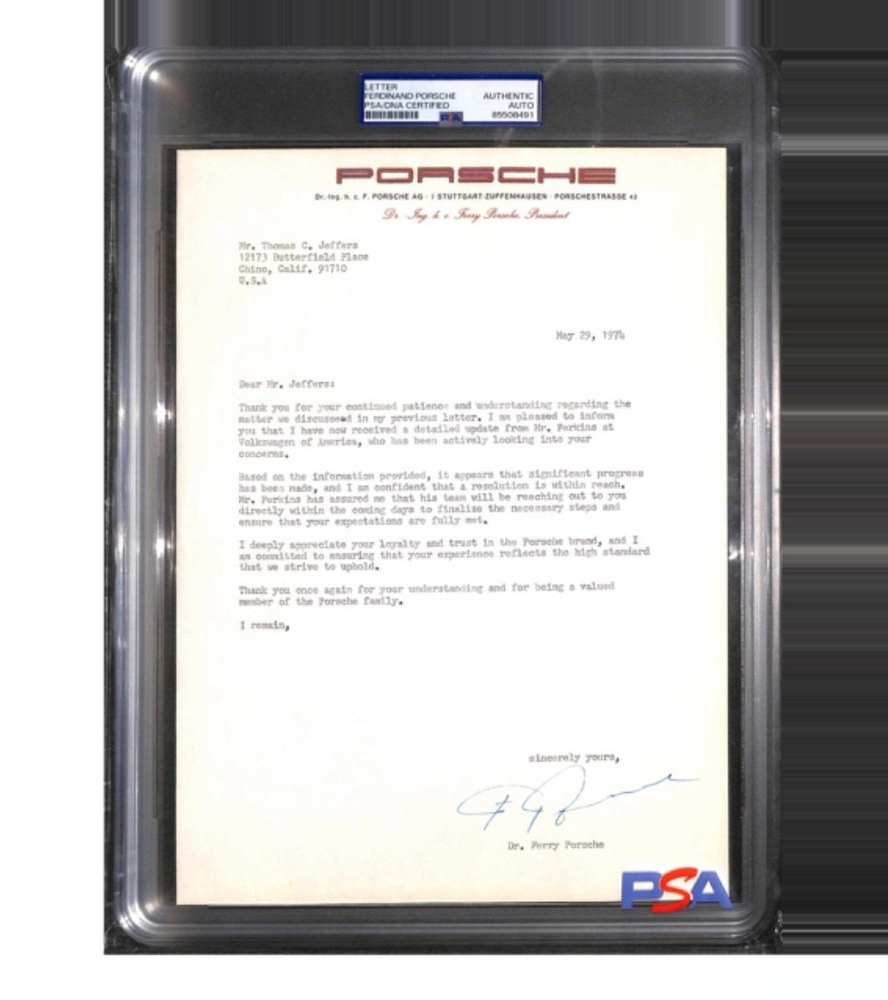 LETTER
FERDINAND PORSCHE
PSA/DNA CERTIFIED
AUTHENTIC
AUTO
85508491
PSA
PORSCHE
Dr.-Ing. h. c. F. PORSCHE AG · 7 STUTTGART-ZUFFENHAUSEN · PORSCHESTRASSE 42
Dr.-Ing. h. c. Ferry Porsche, President
Mr. Thomas C. Jeffers
12173 Butterfield Place
Chino, Calif. 91710
U.S.A
May 29, 1974
Dear Mr. Jeffers:
Thank you for your continued patience and understanding regarding the
matter we discusseed in my previous letter. I am pleased to inform
you that I have now received a detailed update from Mr. Perkins at
Volkswagen of America, who has been actively looking into your
concerns.
Based on the information provided, it appears that significant progress
has been made, and I am confident that a resolution is within reach.
Mr. Perkins has assured me that his team will be reaching out to you
directly within the coming days to finalise the necessary steps and
ensure that your expectations are fully met.
I deeply appreciate your loyalty and trust in the Porsche brand, and I
am committed to ensuring that your experience reflects the high standard
that we strive to uphold.
Thank you once again for your understanding and for being a valued
member of the Porsche family.
I remain,
sincerely yours,
Dr. Ferry Porsche
PSA